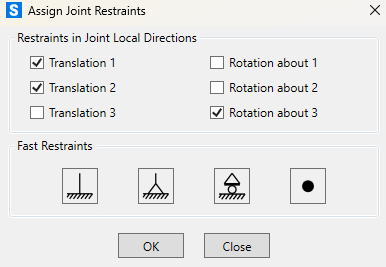 S Assign Joint Restraints
Restraints in Joint Local Directions
Translation 1 Rotation about 1
Translation 2 Rotation about 2
Translation 3 Rotation about 3
Fast Restraints
OK Close